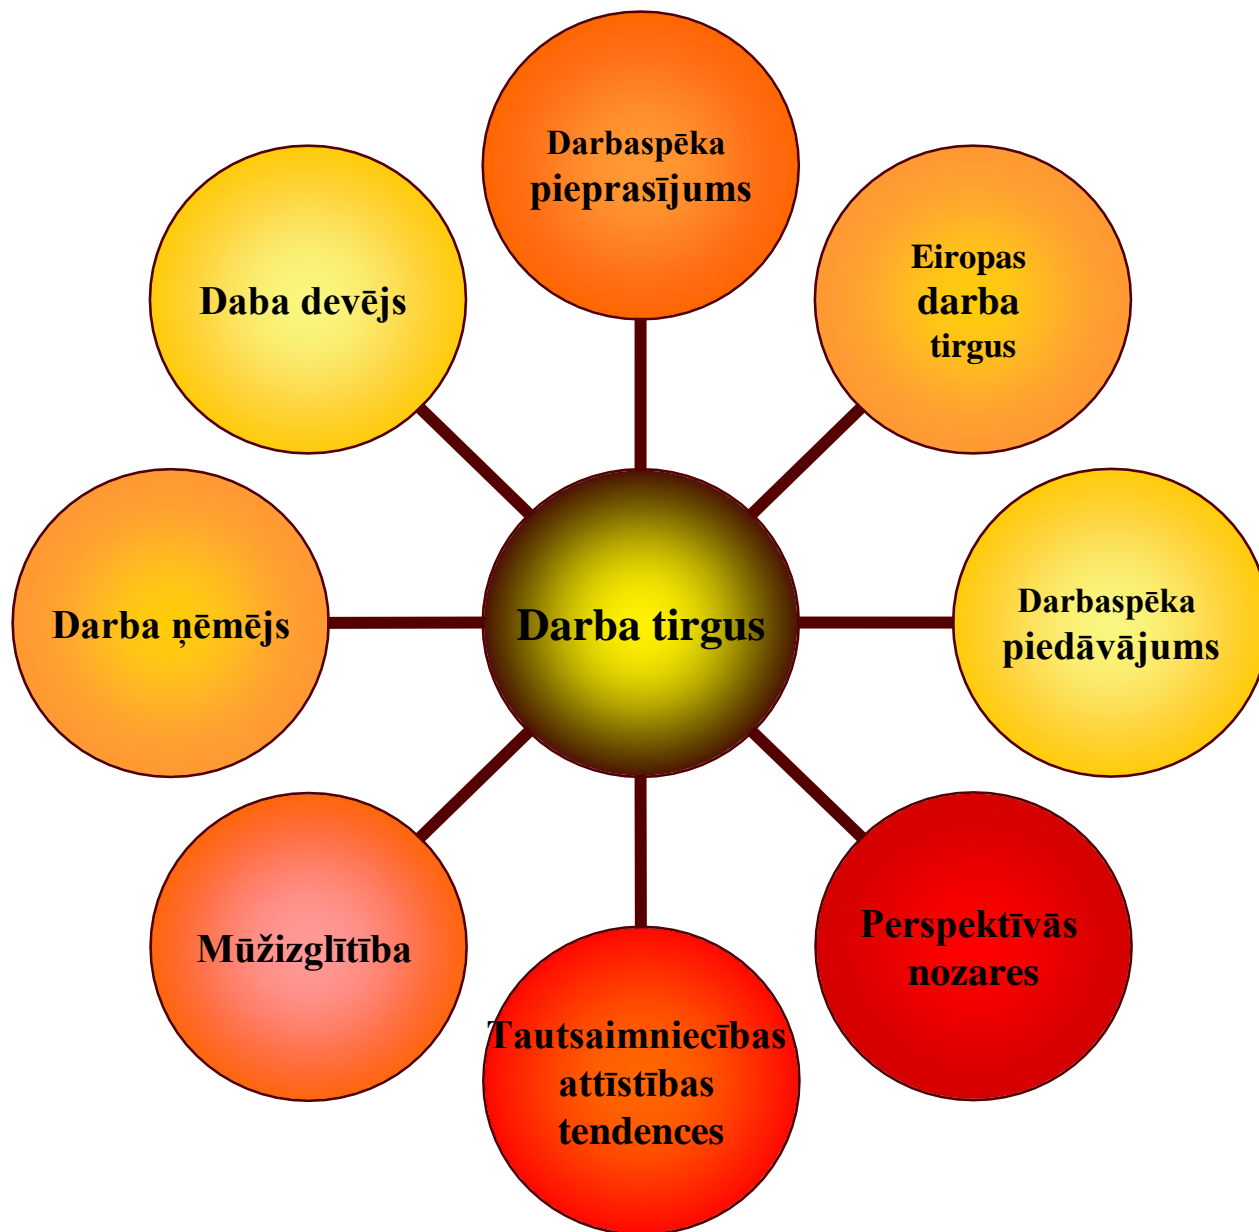 Darbaspēka
pieprasījums
Eiropas
darba
tirgus
Daba devējs
Darbaspēka
piedāvājums
Darba ņēmējs
Darba tirgus
Perspektīvās
nozares
Mūžizglītība
Tautsaimniecības
attīstības
tendences